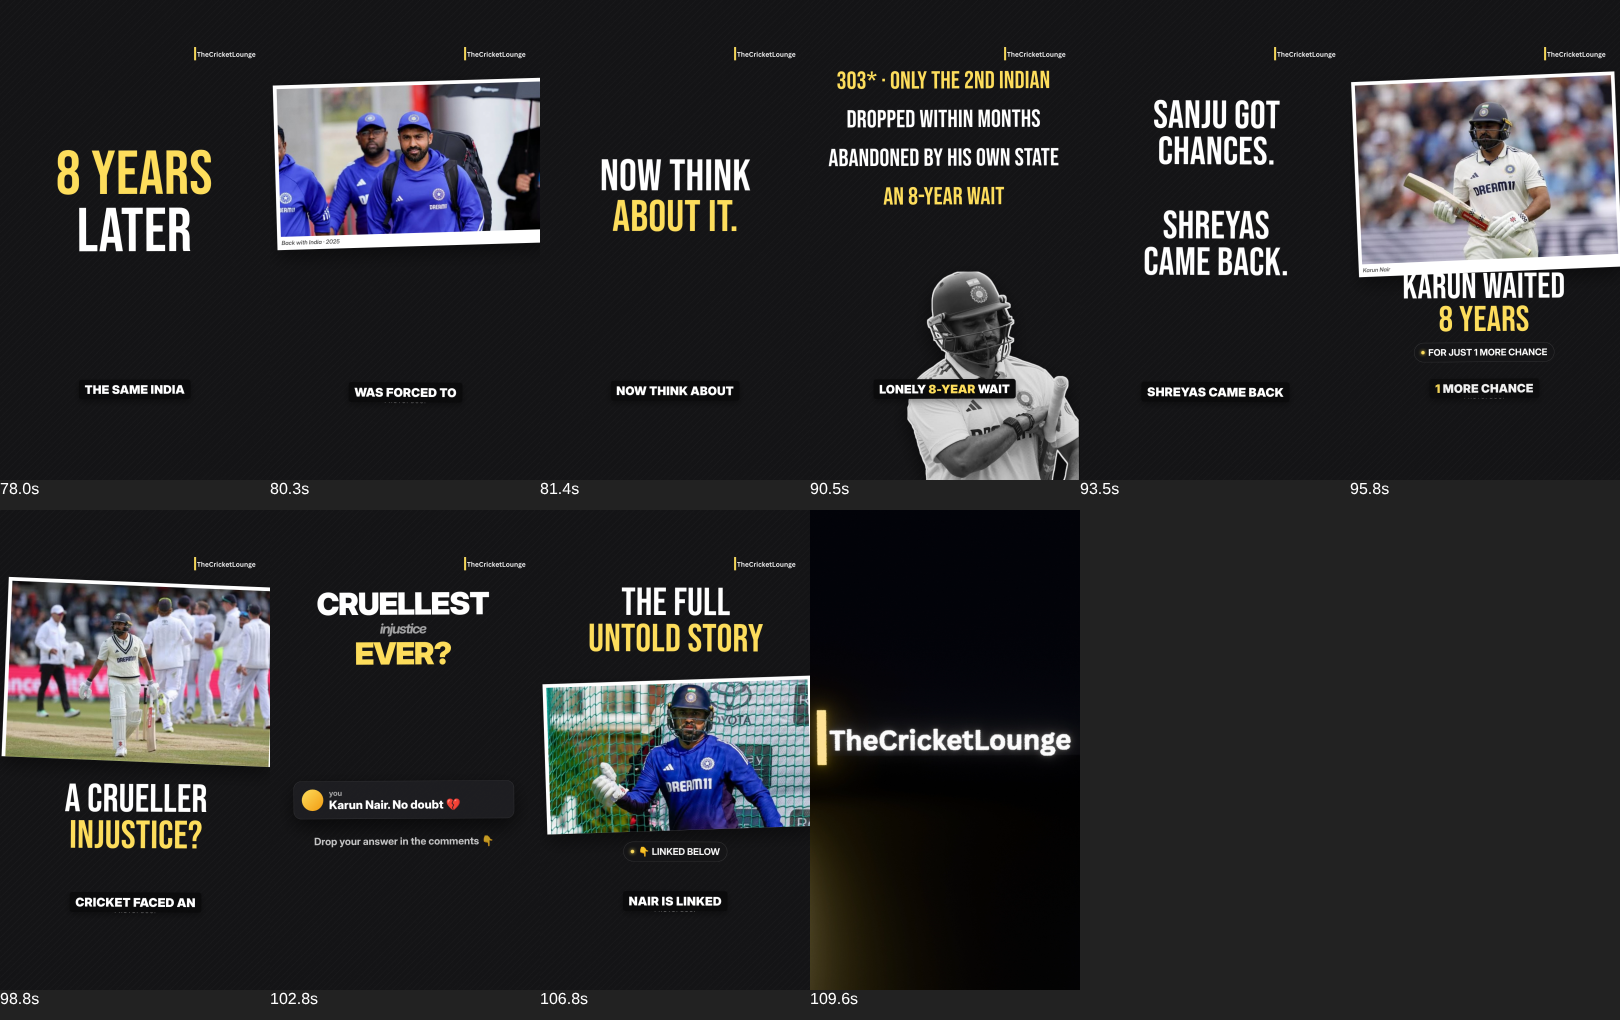 TheCricketLounge
8 YEARS
LATER
THE SAME INDIA
78.0s
TheCricketLounge
DREAM11
Back with India · 2025
WAS FORCED TO
80.3s
TheCricketLounge
NOW THINK
ABOUT IT.
NOW THINK ABOUT
81.4s
TheCricketLounge
303* · ONLY THE 2ND INDIAN
DROPPED WITHIN MONTHS
ABANDONED BY HIS OWN STATE
AN 8-YEAR WAIT
LONELY 8-YEAR WAIT
90.5s
TheCricketLounge
SANJU GOT
CHANCES.
SHREYAS
CAME BACK.
SHREYAS CAME BACK
93.5s
TheCricketLounge
DREAM11
Karun Nair
KARUN WAITED
8 YEARS
FOR JUST 1 MORE CHANCE
1 MORE CHANCE
95.8s
TheCricketLounge
DREAM11
A CRUELLER
INJUSTICE?
CRICKET FACED AN
98.8s
TheCricketLounge
CRUELLEST
injustice
EVER?
you
Karun Nair. No doubt 💔
Drop your answer in the comments 👇
102.8s
TheCricketLounge
THE FULL
UNTOLD STORY
TOYOTA
DREAM11
👇 LINKED BELOW
NAIR IS LINKED
106.8s
TheCricketLounge
109.6s